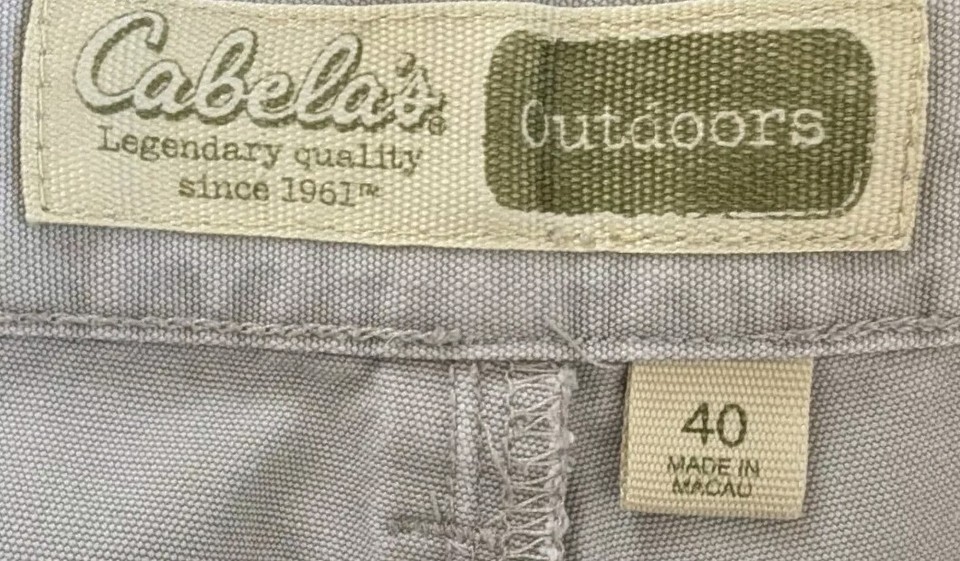 Cabela's®
Legendary quality
since 1961™
Outdoors
40
MADE IN
MACAU